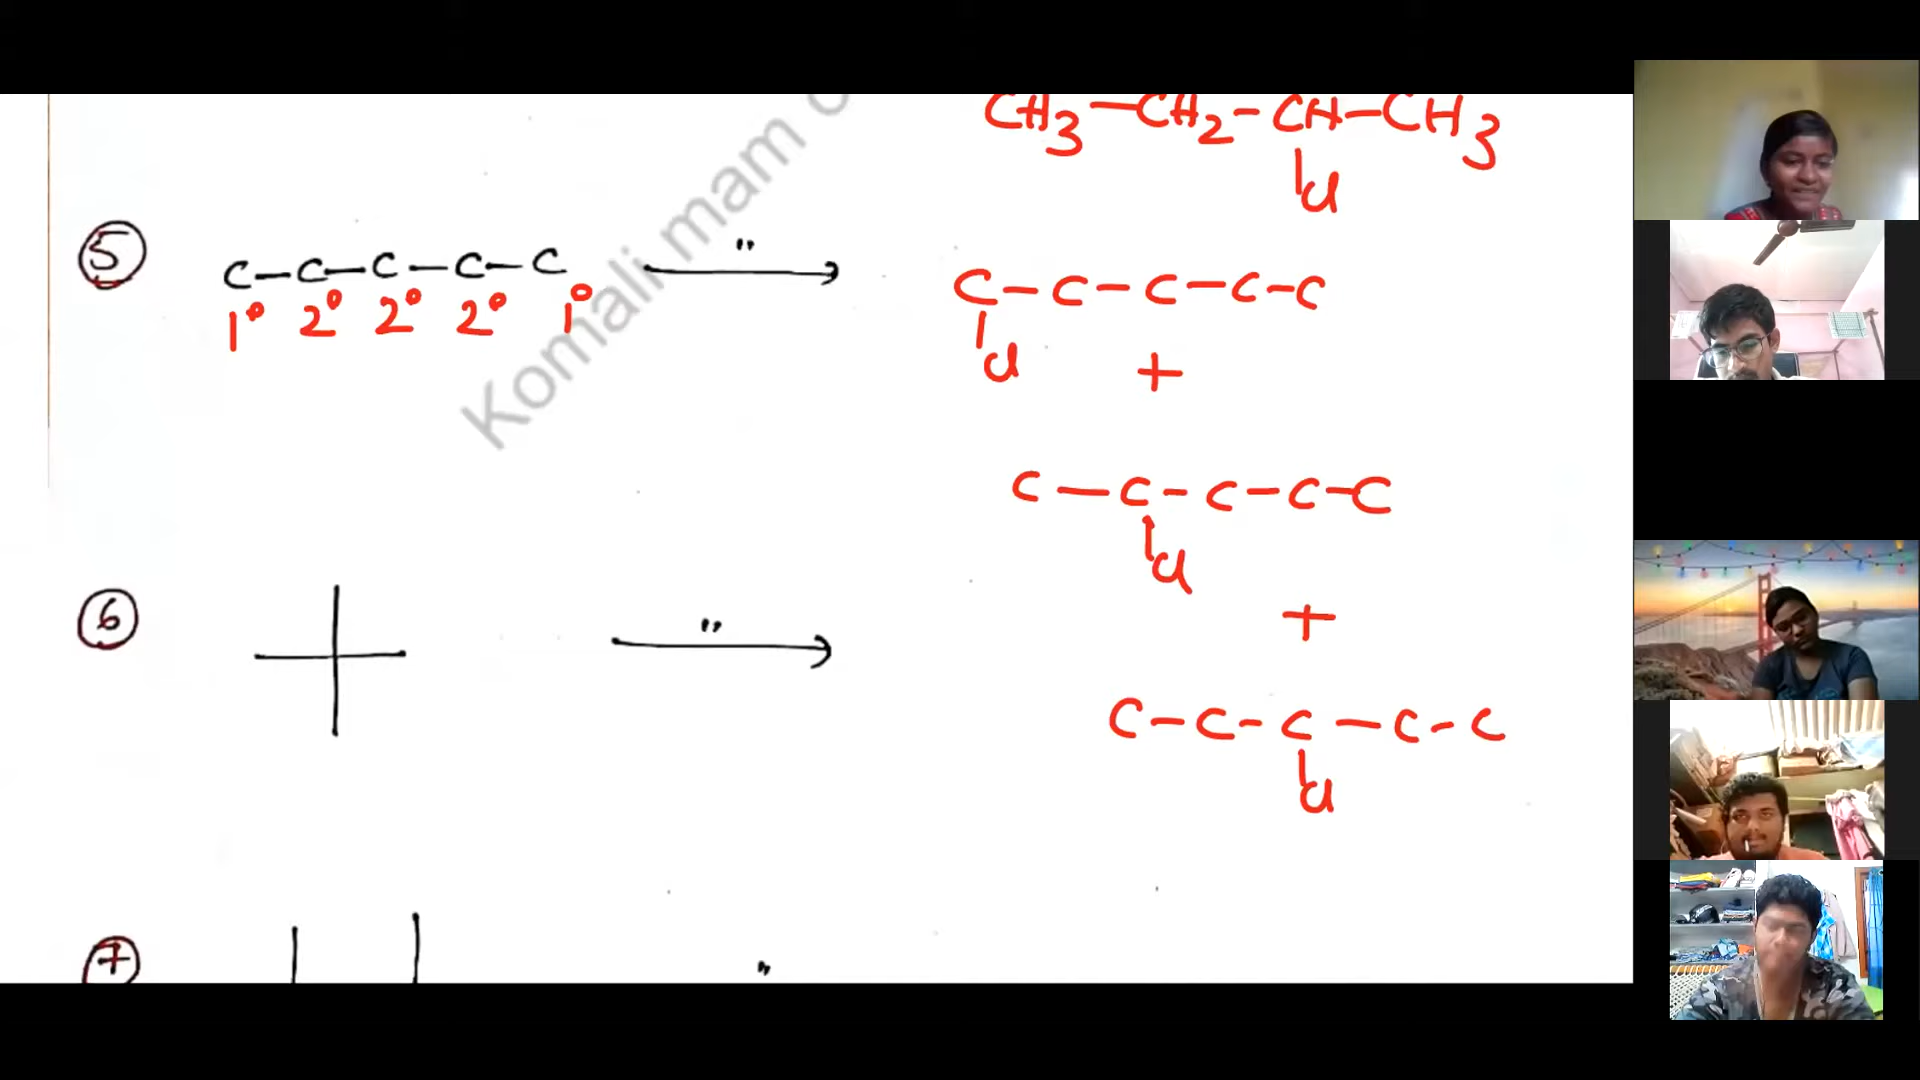 CH3-CH2-CH-CH3
|
Cl
5
C-C-C-C-C
"
1° 2° 2° 2° 1°
C-C-C-C-C
|
Cl
+
C-C-C-C-C
|
Cl
+
6
"
C-C-C-C-C
|
Cl
7
"
Komali mam